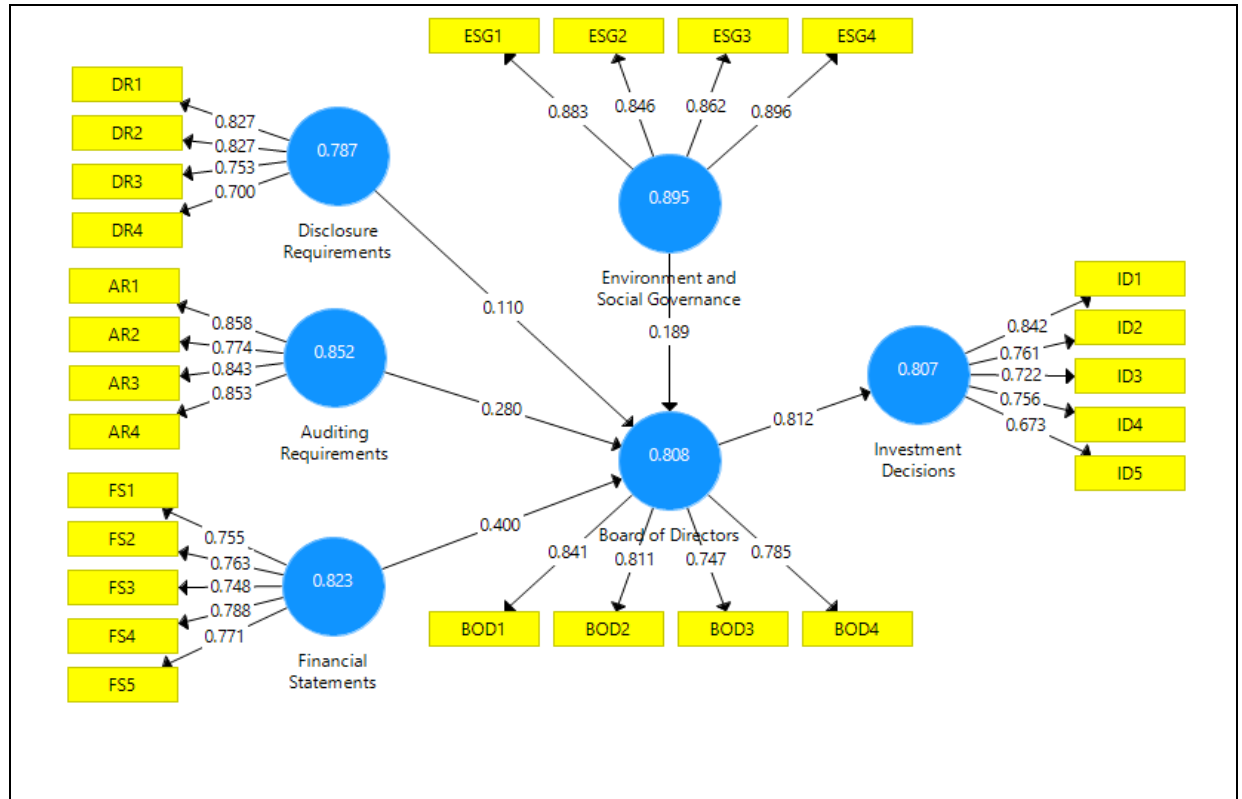 ESG1
ESG2
ESG3
ESG4
0.883
0.846
0.862
0.896
0.895
Environment and
Social Governance
0.189
DR1
DR2
DR3
DR4
0.827
0.827
0.753
0.700
0.787
Disclosure
Requirements
0.110
AR1
AR2
AR3
AR4
0.858
0.774
0.843
0.853
0.852
Auditing
Requirements
0.280
FS1
FS2
FS3
FS4
FS5
0.755
0.763
0.748
0.788
0.771
0.823
Financial
Statements
0.400
0.808
Board of Directors
0.841
0.811
0.747
0.785
BOD1
BOD2
BOD3
BOD4
0.812
0.807
Investment
Decisions
0.842
0.761
0.722
0.756
0.673
ID1
ID2
ID3
ID4
ID5